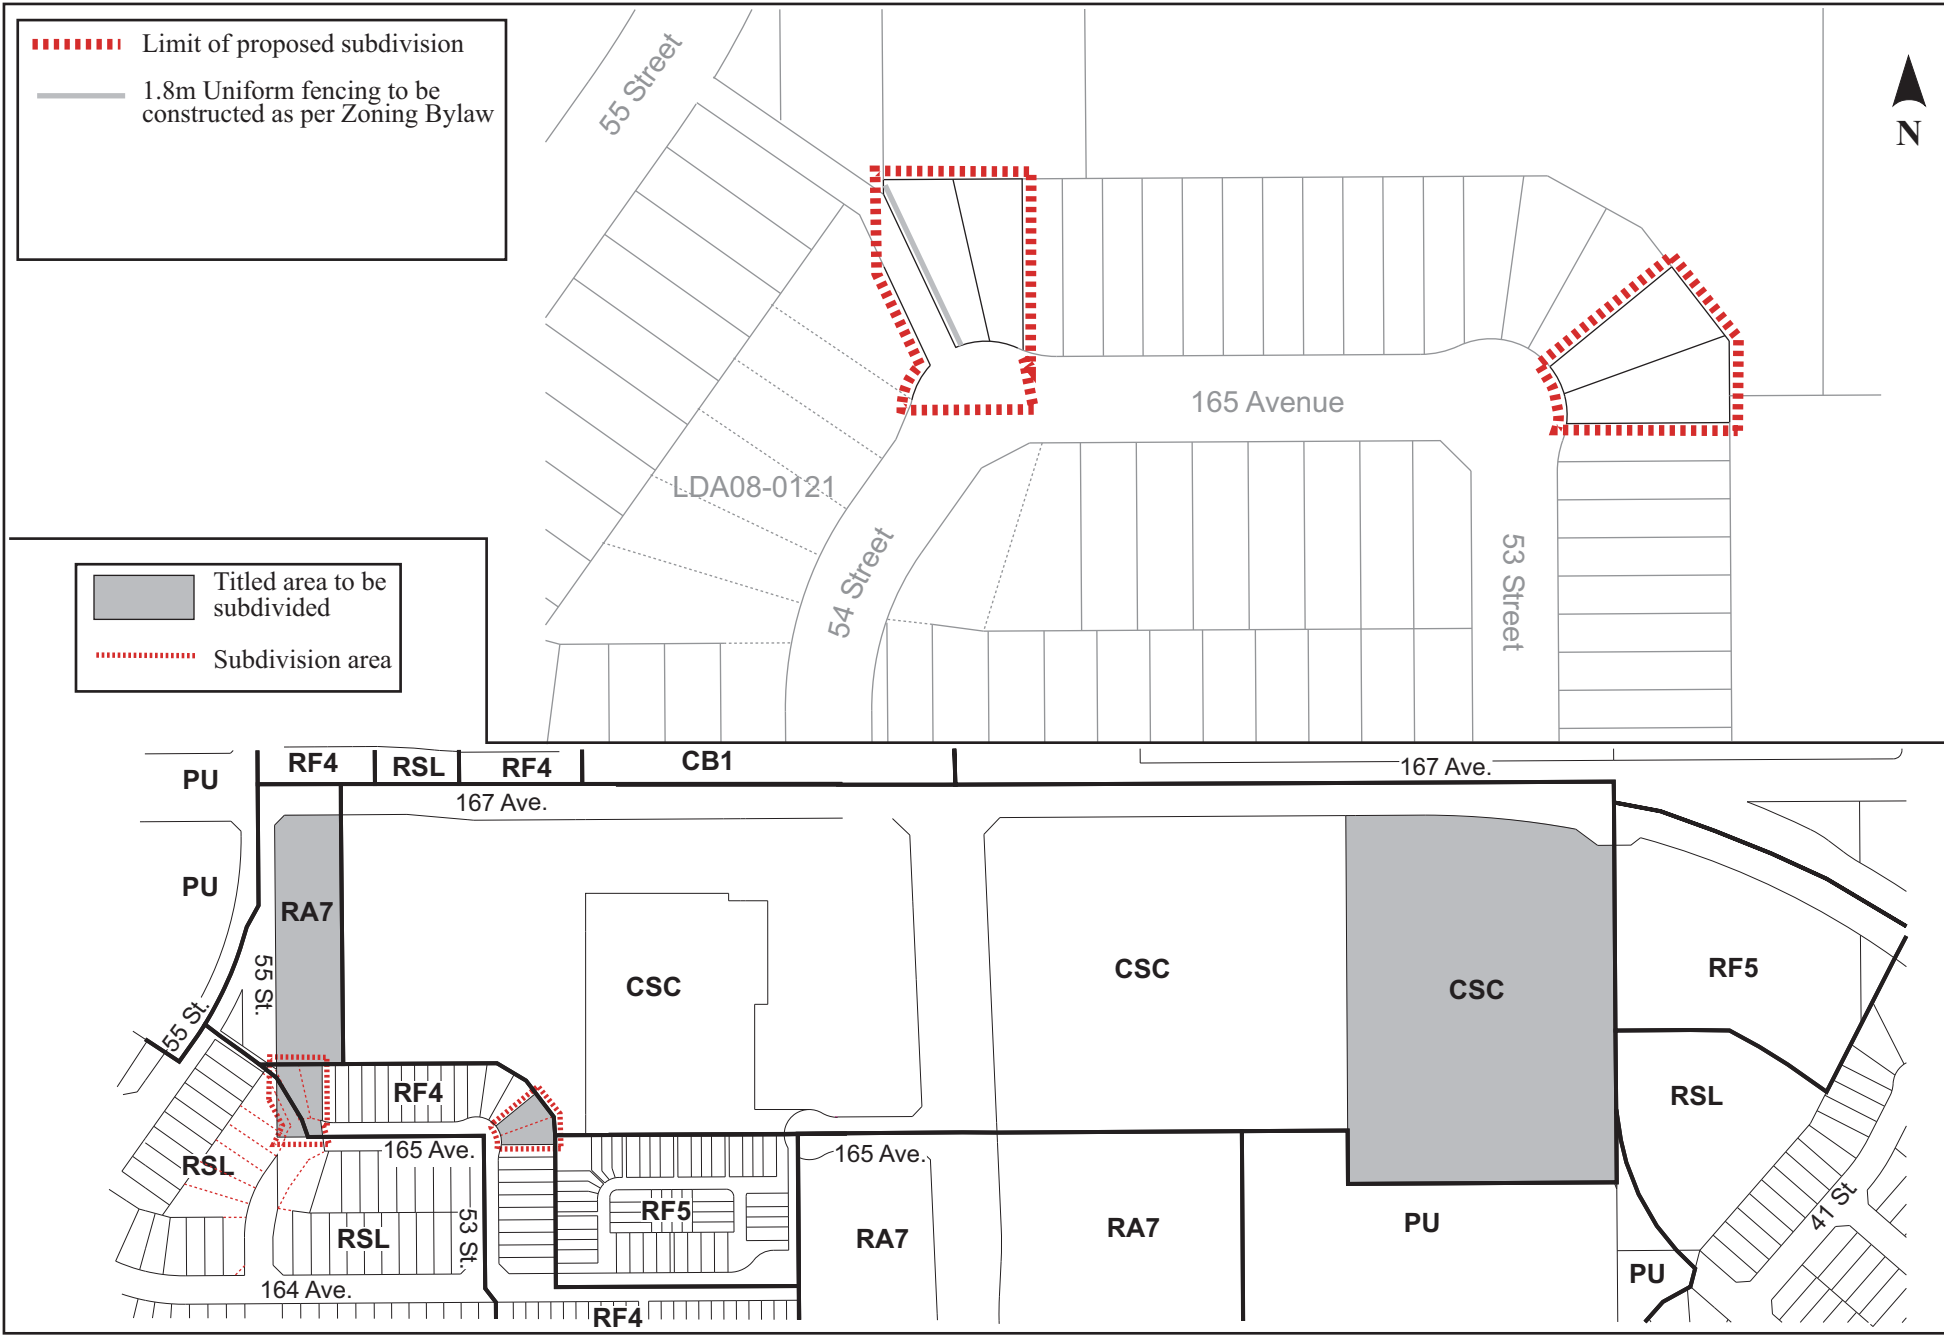 Limit of proposed subdivision
1.8m Uniform fencing to be
constructed as per Zoning Bylaw
55 Street
N
165 Avenue
LDA08-0121
54 Street
53 Street
Titled area to be
subdivided
Subdivision area
PU
RF4
RSL
RF4
CB1
167 Ave.
167 Ave.
PU
RA7
55 St.
55 St.
CSC
CSC
CSC
RF5
RF4
RSL
165 Ave.
165 Ave.
RSL
RF5
RSL
53 St.
RA7
RA7
PU
41 St
PU
164 Ave.
RF4